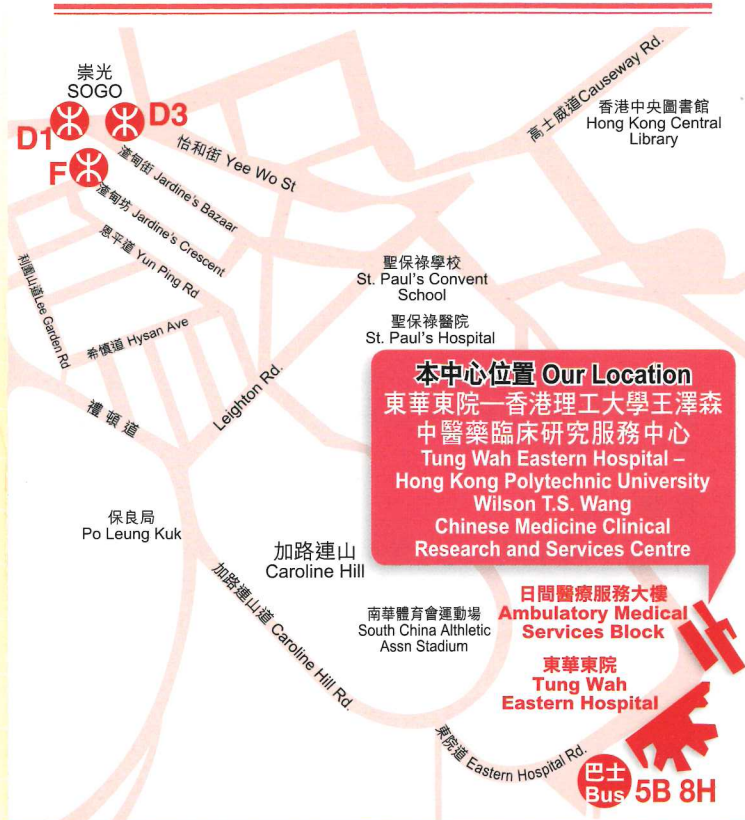 崇光
SOGO
D1
D3
F
高士威道Causeway Rd.
香港中央圖書館
Hong Kong Central
Library
怡和街 Yee Wo St
渣甸街 Jardine's Bazaar
渣甸坊 Jardine's Crescent
恩平道 Yun Ping Rd
利園山道Lee Garden Rd
希慎道 Hysan Ave
聖保祿學校
St. Paul's Convent
School
聖保祿醫院
St. Paul's Hospital
禮頓道
Leighton Rd.
本中心位置 Our Location
東華東院—香港理工大學王澤森
中醫藥臨床研究服務中心
Tung Wah Eastern Hospital –
Hong Kong Polytechnic University
Wilson T.S. Wang
Chinese Medicine Clinical
Research and Services Centre
保良局
Po Leung Kuk
加路連山
Caroline Hill
加路連山道 Caroline Hill Rd.
南華體育會運動場
South China Althletic
Assn Stadium
日間醫療服務大樓
Ambulatory Medical
Services Block
東華東院
Tung Wah
Eastern Hospital
東院道 Eastern Hospital Rd.
巴士
Bus
5B 8H